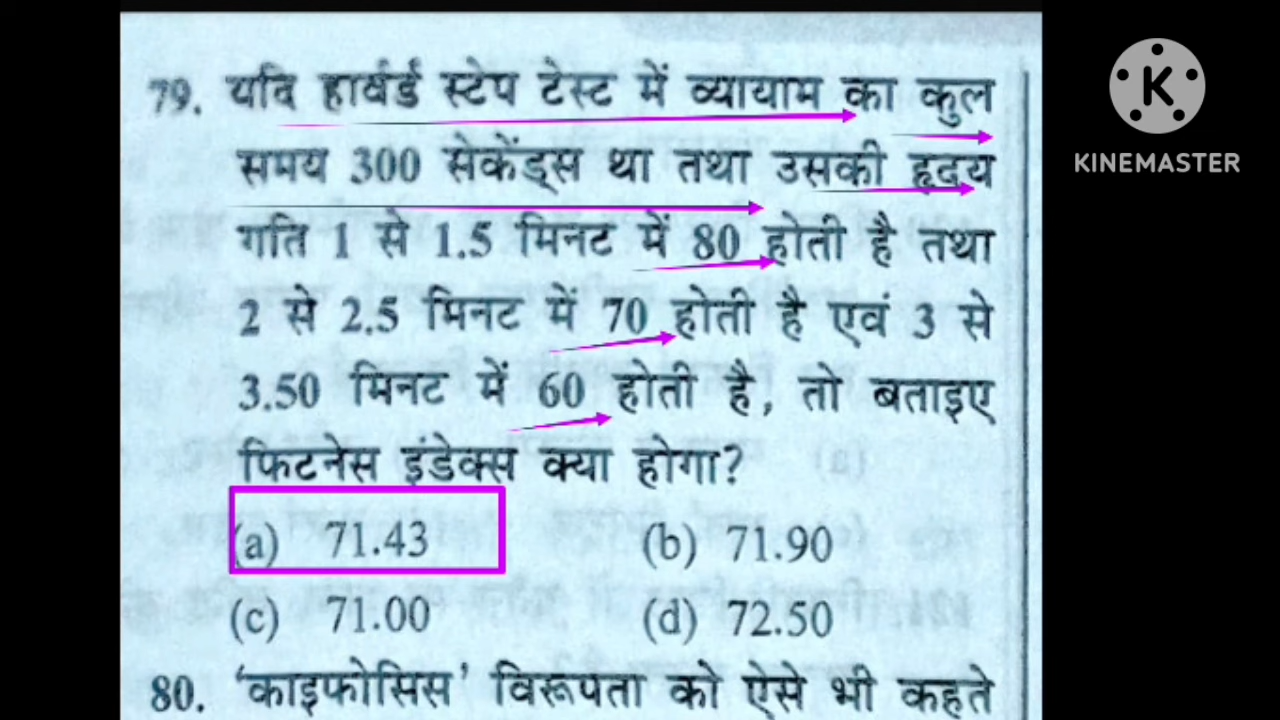 79. यदि हार्वर्ड स्टेप टेस्ट में व्यायाम का कुल
समय 300 सेकेंड्स था तथा उसकी हृदय
गति 1 से 1.5 मिनट में 80 होती है तथा
2 से 2.5 मिनट में 70 होती है एवं 3 से
3.50 मिनट में 60 होती है, तो बताइए
फिटनेस इंडेक्स क्या होगा?
(a) 71.43 (b) 71.90
(c) 71.00 (d) 72.50
80. ‘काइफोसिस’ विरूपता को ऐसे भी कहते
K
KINEMASTER